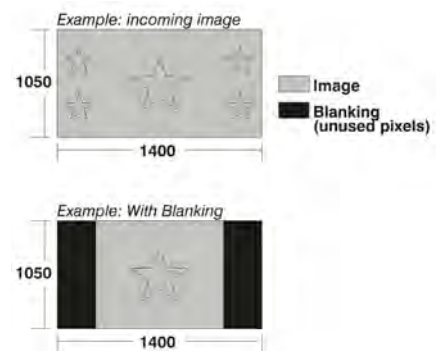 Example: incoming image
1050
1400
Image
Blanking
(unused pixels)
Example: With Blanking
1050
1400